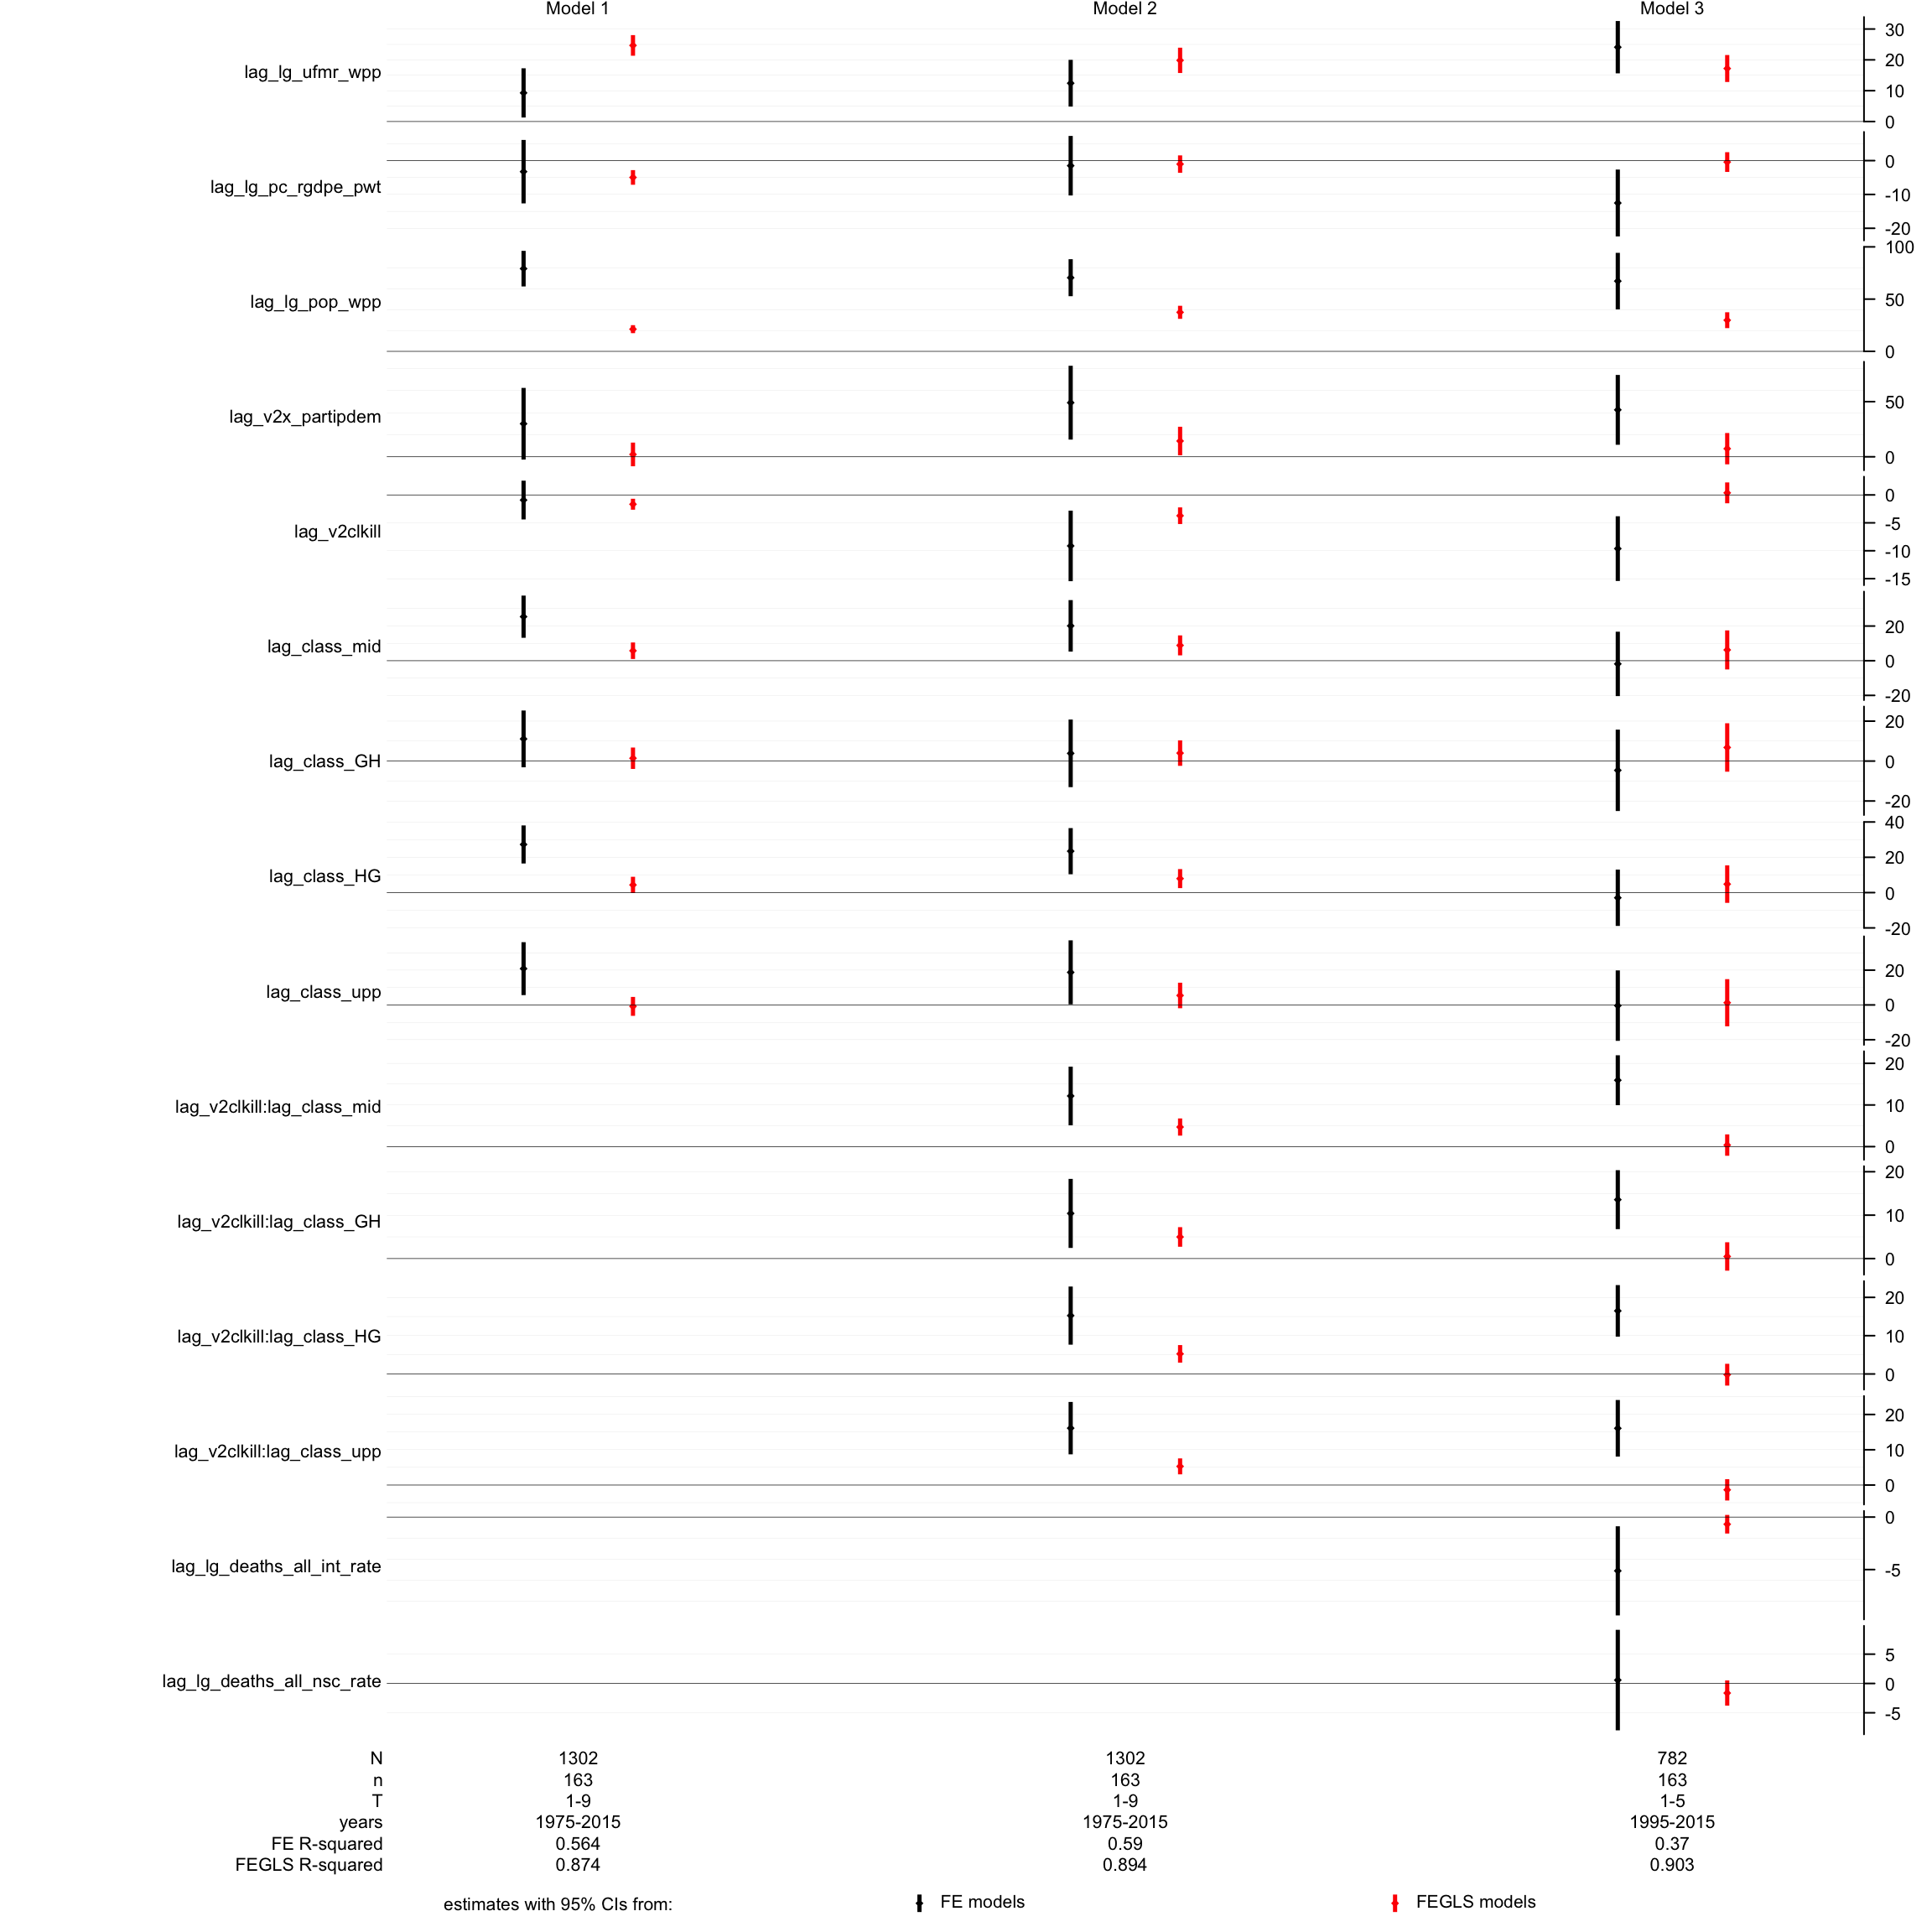 Model 1 Model 2 Model 3
lag_lg_ufmr_wpp
30
20
10
0
lag_lg_pc_rgdpe_pwt
0
-10
-20
lag_lg_pop_wpp
100
50
0
lag_v2x_partipdem
50
0
lag_v2clkill
0
-5
-10
-15
lag_class_mid
20
0
-20
lag_class_GH
20
0
-20
lag_class_HG
40
20
0
-20
lag_class_upp
20
0
-20
lag_v2clkill:lag_class_mid
20
10
0
lag_v2clkill:lag_class_GH
20
10
0
lag_v2clkill:lag_class_HG
20
10
0
lag_v2clkill:lag_class_upp
20
10
0
lag_lg_deaths_all_int_rate
0
-5
lag_lg_deaths_all_nsc_rate
5
0
-5
N 1302 1302 782
n 163 163 163
T 1-9 1-9 1-5
years 1975-2015 1975-2015 1995-2015
FE R-squared 0.564 0.59 0.37
FEGLS R-squared 0.874 0.894 0.903
estimates with 95% CIs from: FE models FEGLS models